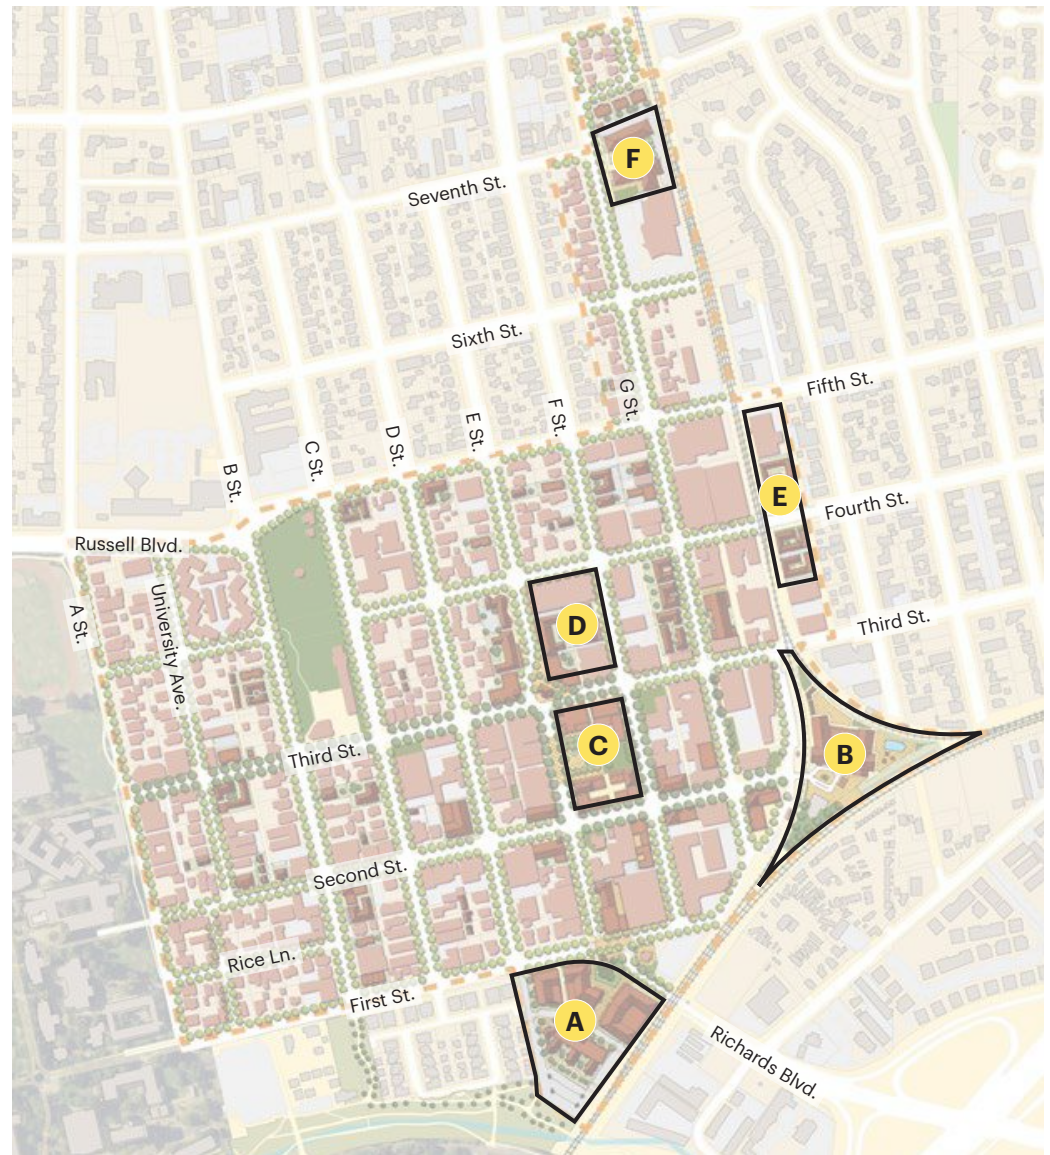 F
Seventh St.
Sixth St.
Fifth St.
G St.
F St.
E St.
D St.
C St.
B St.
E
Fourth St.
Russell Blvd.
A St.
University Ave.
D
Third St.
C
B
Third St.
Second St.
Rice Ln.
First St.
A
Richards Blvd.